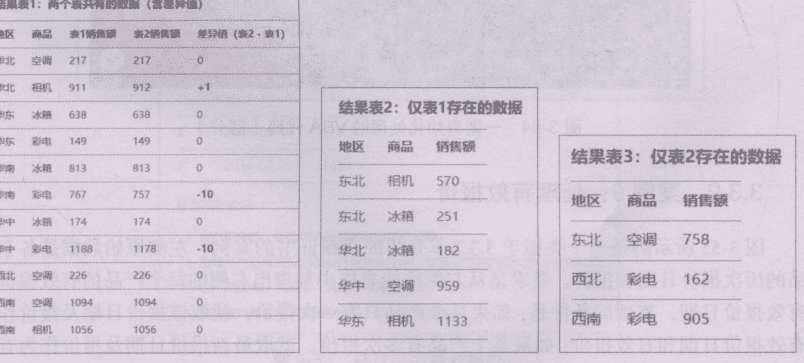 结果表1：两个表共有的数据（含差异值）
地区 商品 表1销售额 表2销售额 差异值（表2 - 表1）
华北 空调 217 217 0
华北 相机 911 912 +1
华东 冰箱 638 638 0
华东 彩电 149 149 0
华南 冰箱 813 813 0
华南 彩电 767 757 -10
华中 冰箱 174 174 0
华中 彩电 1188 1178 -10
西北 空调 226 226 0
西南 空调 1094 1094 0
西南 相机 1056 1056 0
结果表2：仅表1存在的数据
地区 商品 销售额
东北 相机 570
东北 冰箱 251
华北 冰箱 182
华中 空调 959
华东 相机 1133
结果表3：仅表2存在的数据
地区 商品 销售额
东北 空调 758
西北 彩电 162
西南 彩电 905